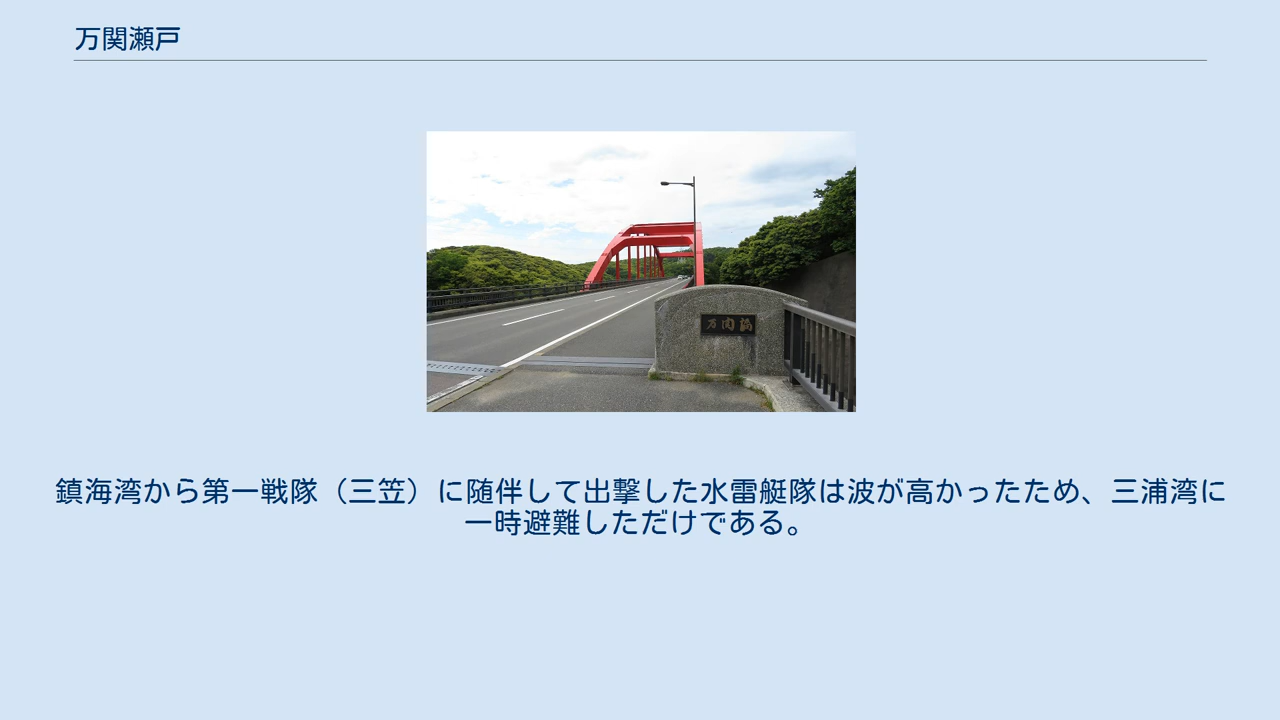 万関瀬戸
万関橋
鎮海湾から第一戦隊（三笠）に随伴して出撃した水雷艇隊は波が高かったため、三浦湾に
一時避難しただけである。